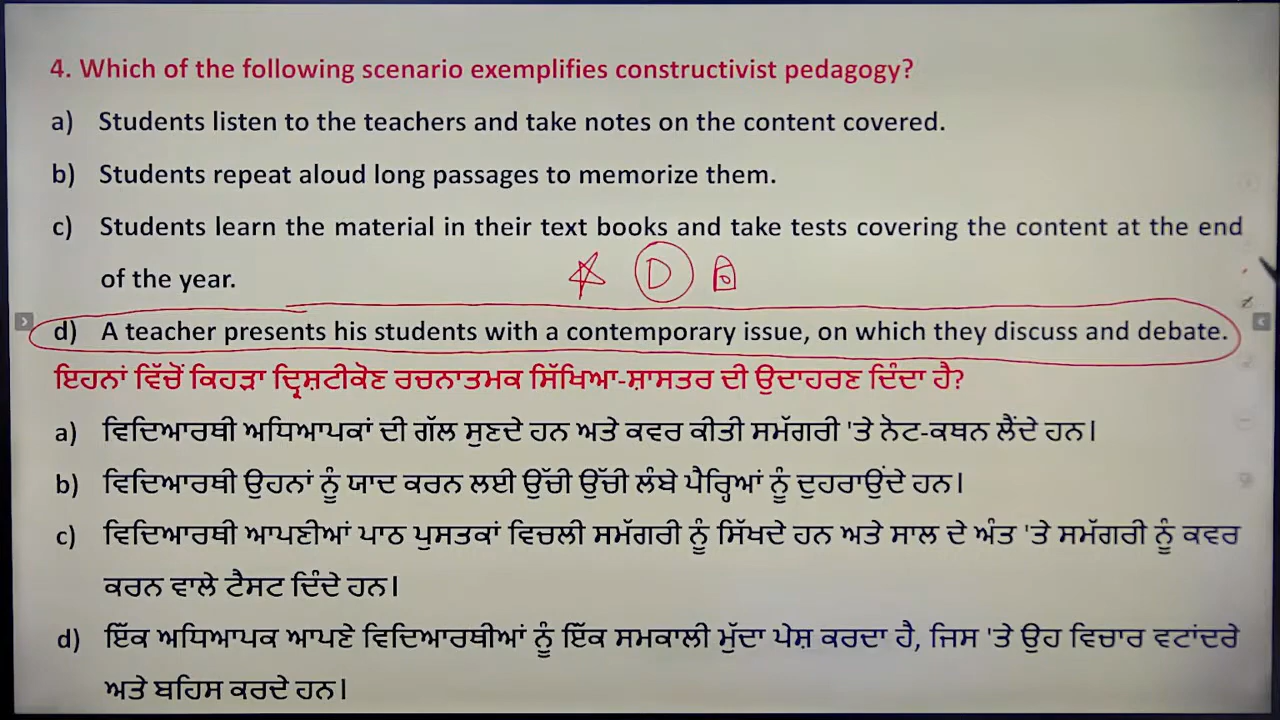 4. Which of the following scenario exemplifies constructivist pedagogy?
a) Students listen to the teachers and take notes on the content covered.
b) Students repeat aloud long passages to memorize them.
c) Students learn the material in their text books and take tests covering the content at the end
of the year.
D
d) A teacher presents his students with a contemporary issue, on which they discuss and debate.
ਇਹਨਾਂ ਵਿੱਚੋਂ ਕਿਹੜਾ ਦ੍ਰਿਸ਼ਟੀਕੋਣ ਰਚਨਾਤਮਕ ਸਿੱਖਿਆ-ਸ਼ਾਸਤਰ ਦੀ ਉਦਾਹਰਣ ਦਿੰਦਾ ਹੈ?
a) ਵਿਦਿਆਰਥੀ ਅਧਿਆਪਕਾਂ ਦੀ ਗੱਲ ਸੁਣਦੇ ਹਨ ਅਤੇ ਕਵਰ ਕੀਤੀ ਸਮੱਗਰੀ 'ਤੇ ਨੋਟ-ਕਥਨ ਲੈਂਦੇ ਹਨ।
b) ਵਿਦਿਆਰਥੀ ਉਹਨਾਂ ਨੂੰ ਯਾਦ ਕਰਨ ਲਈ ਉੱਚੀ ਉੱਚੀ ਲੰਬੇ ਪੈਰ੍ਹਿਆਂ ਨੂੰ ਦੁਹਰਾਉਂਦੇ ਹਨ।
c) ਵਿਦਿਆਰਥੀ ਆਪਣੀਆਂ ਪਾਠ ਪੁਸਤਕਾਂ ਵਿਚਲੀ ਸਮੱਗਰੀ ਨੂੰ ਸਿੱਖਦੇ ਹਨ ਅਤੇ ਸਾਲ ਦੇ ਅੰਤ 'ਤੇ ਸਮੱਗਰੀ ਨੂੰ ਕਵਰ
ਕਰਨ ਵਾਲੇ ਟੈਸਟ ਦਿੰਦੇ ਹਨ।
d) ਇੱਕ ਅਧਿਆਪਕ ਆਪਣੇ ਵਿਦਿਆਰਥੀਆਂ ਨੂੰ ਇੱਕ ਸਮਕਾਲੀ ਮੁੱਦਾ ਪੇਸ਼ ਕਰਦਾ ਹੈ, ਜਿਸ 'ਤੇ ਉਹ ਵਿਚਾਰ ਵਟਾਂਦਰੇ
ਅਤੇ ਬਹਿਸ ਕਰਦੇ ਹਨ।